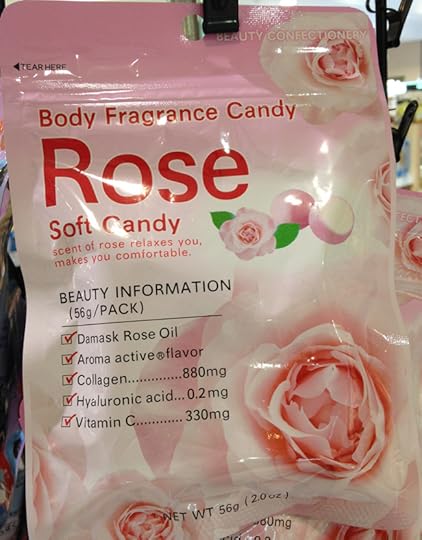 BEAUTY CONFECTIONERY
◀TEAR HERE
Body Fragrance Candy
Rose
Soft Candy
scent of rose relaxes you,
makes you comfortable.
BEAUTY INFORMATION
(56g/PACK)
Damask Rose Oil
Aroma active®flavor
Collagen.............880mg
Hyaluronic acid...0.2mg
Vitamin C............330mg
NET WT 56g (2.0oz)